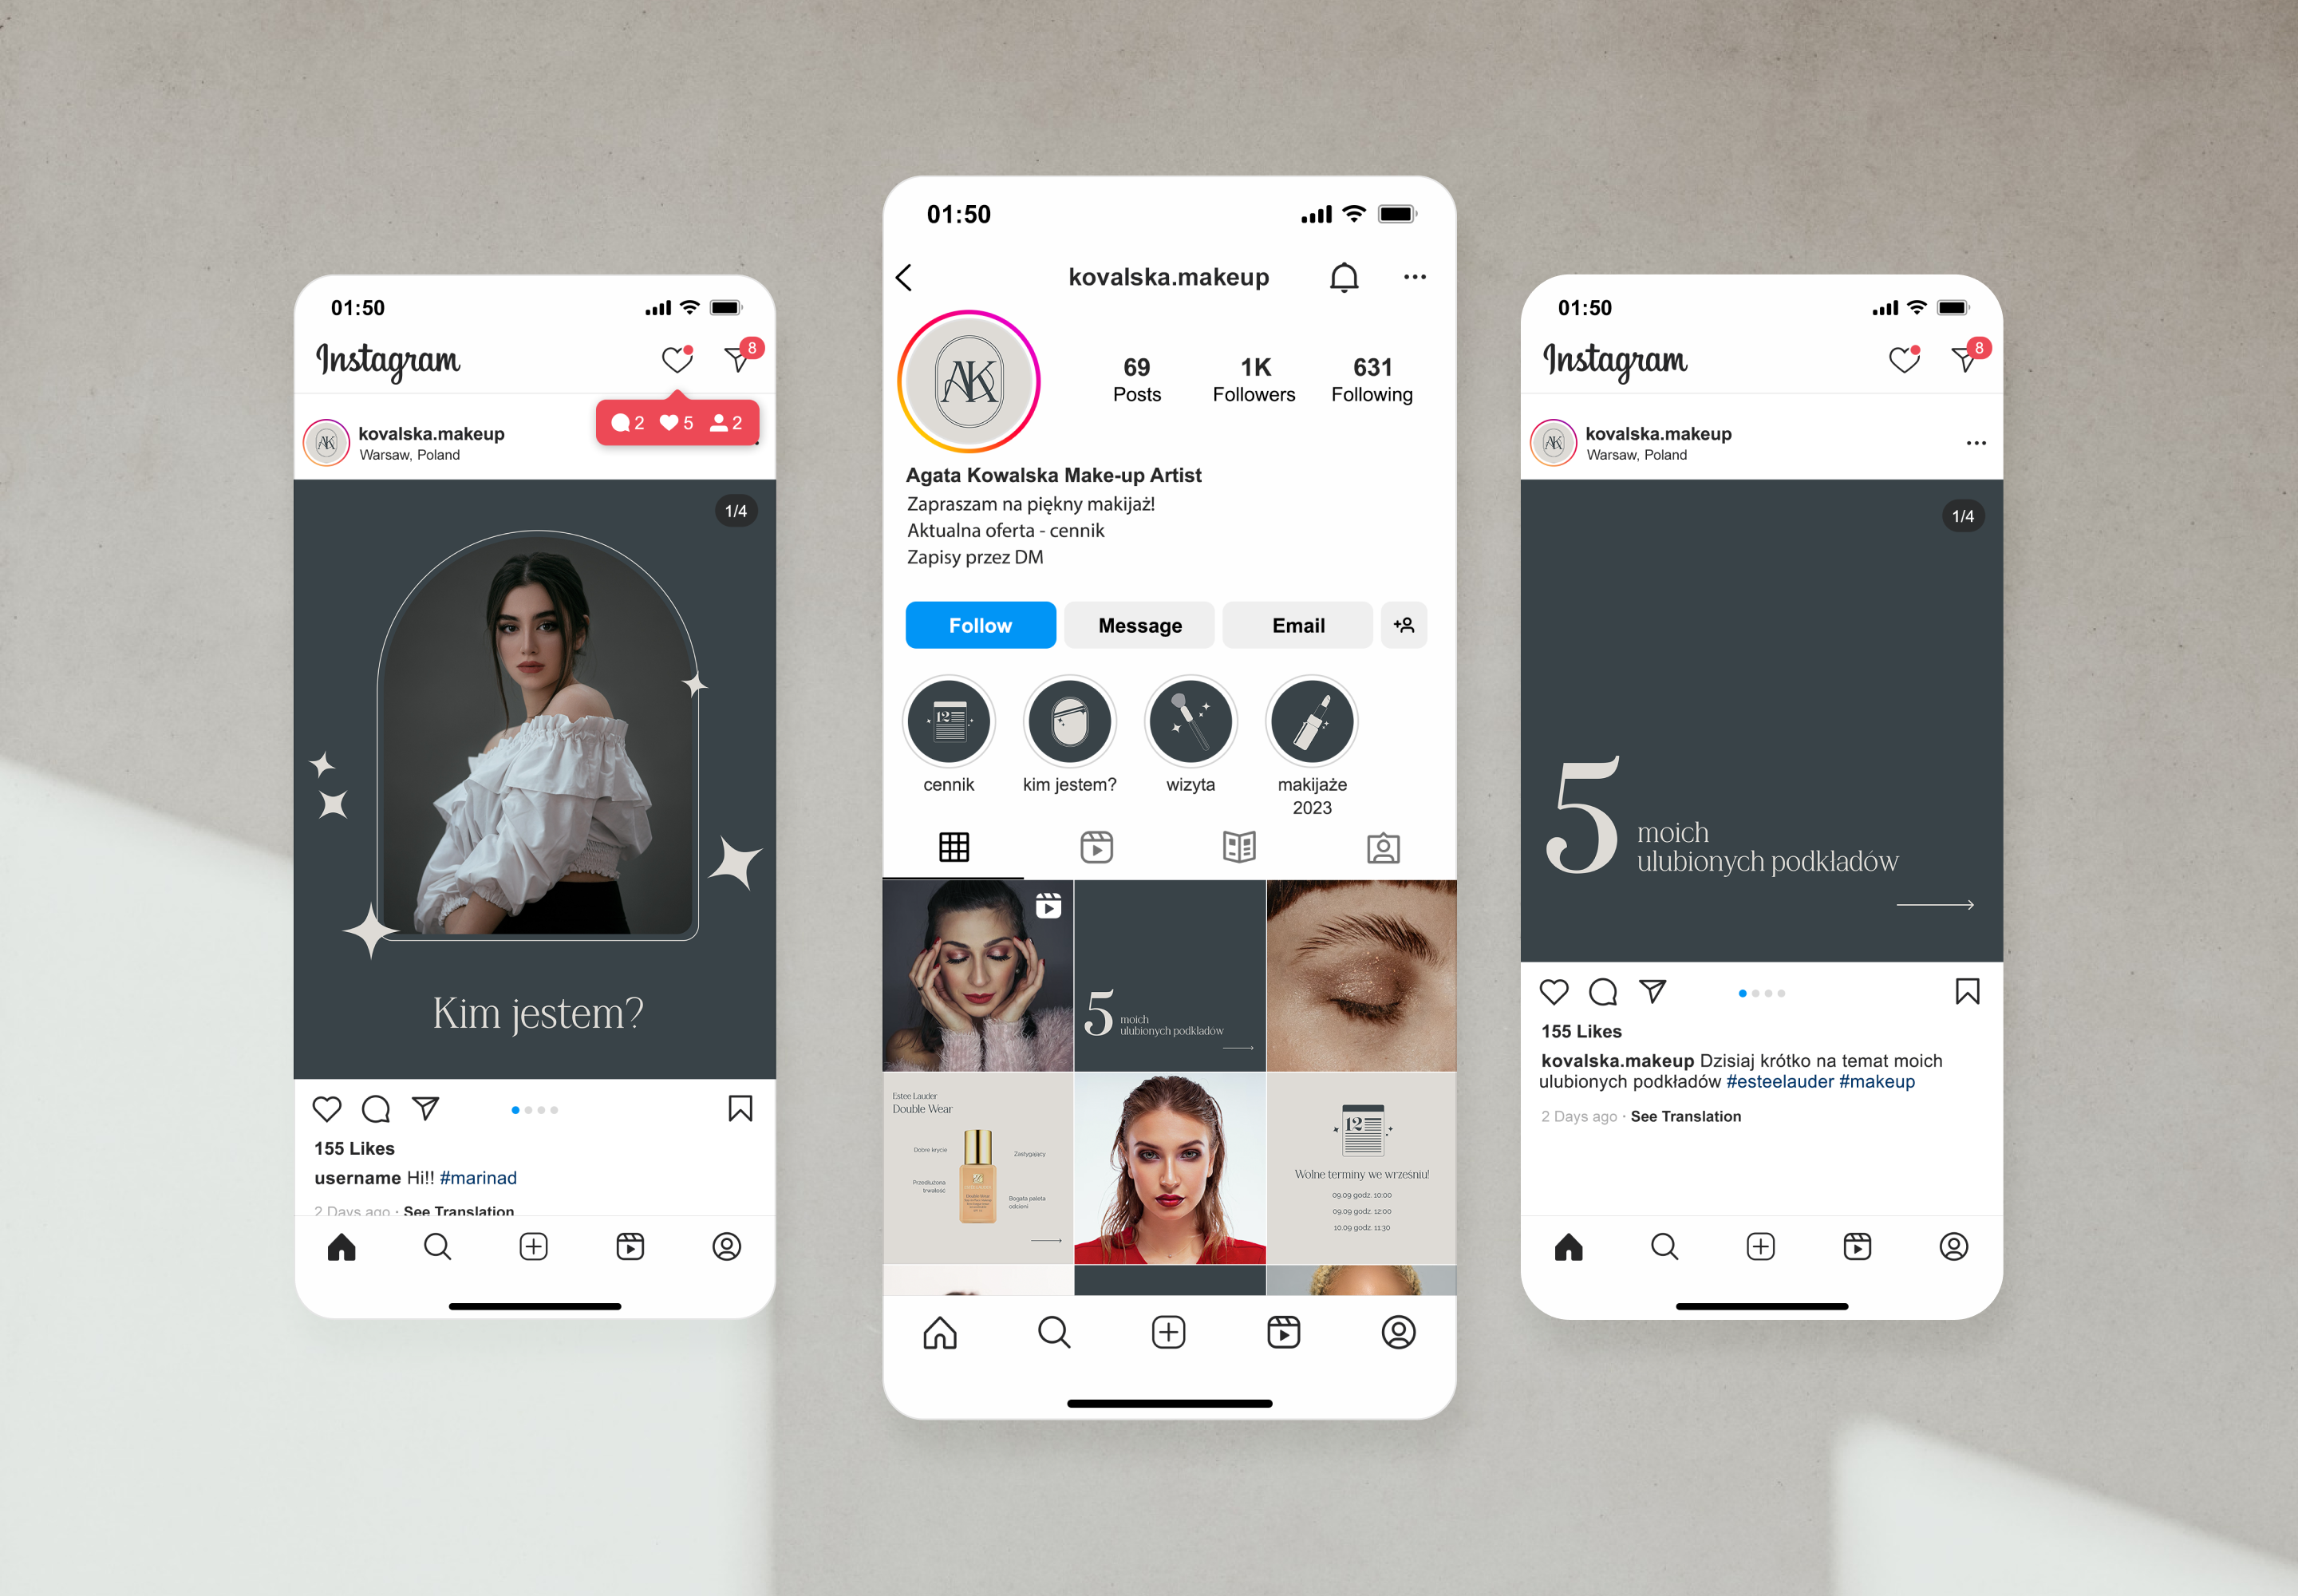 01:50
Instagram
8
2 5 2
kovalska.makeup
Warsaw, Poland
1/4
Kim jestem?
155 Likes
username Hi!! #marinad
2 Days ago · See Translation
01:50
kovalska.makeup
AK
69
Posts
1K
Followers
631
Following
Agata Kowalska Make-up Artist
Zapraszam na piękny makijaż!
Aktualna oferta - cennik
Zapisy przez DM
Follow
Message
Email
12
cennik
kim jestem?
wizyta
makijaże
2023
5 moich
ulubionych podkładów
Estee Lauder
Double Wear
Dobre krycie
Zastygający
Przedłużona
trwałość
Bogata paleta
odcieni
12
Wolne terminy we wrześniu!
09.09 godz. 10:00
09.09 godz. 12:00
10.09 godz. 11:30
01:50
Instagram
8
AK
kovalska.makeup
Warsaw, Poland
1/4
5 moich
ulubionych podkładów
155 Likes
kovalska.makeup Dzisiaj krótko na temat moich
ulubionych podkładów #esteelauder #makeup
2 Days ago · See Translation